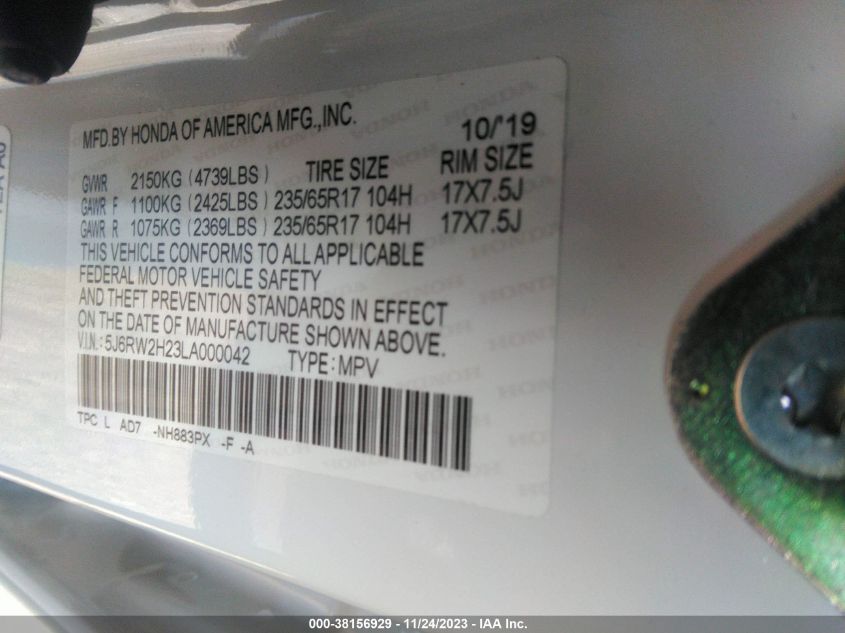 MFD.BY HONDA OF AMERICA MFG.,INC. 10/'19
GVWR 2150KG (4739LBS) TIRE SIZE RIM SIZE
GAWR F 1100KG (2425LBS) 235/65R17 104H 17X7.5J
GAWR R 1075KG (2369LBS) 235/65R17 104H 17X7.5J
THIS VEHICLE CONFORMS TO ALL APPLICABLE
FEDERAL MOTOR VEHICLE SAFETY
AND THEFT PREVENTION STANDARDS IN EFFECT
ON THE DATE OF MANUFACTURE SHOWN ABOVE.
V.I.N.:5J6RW2H23LA000042 TYPE:MPV
TPC L AD7 -NH883PX -F -A
000-38156929 - 11/24/2023 - IAA Inc.